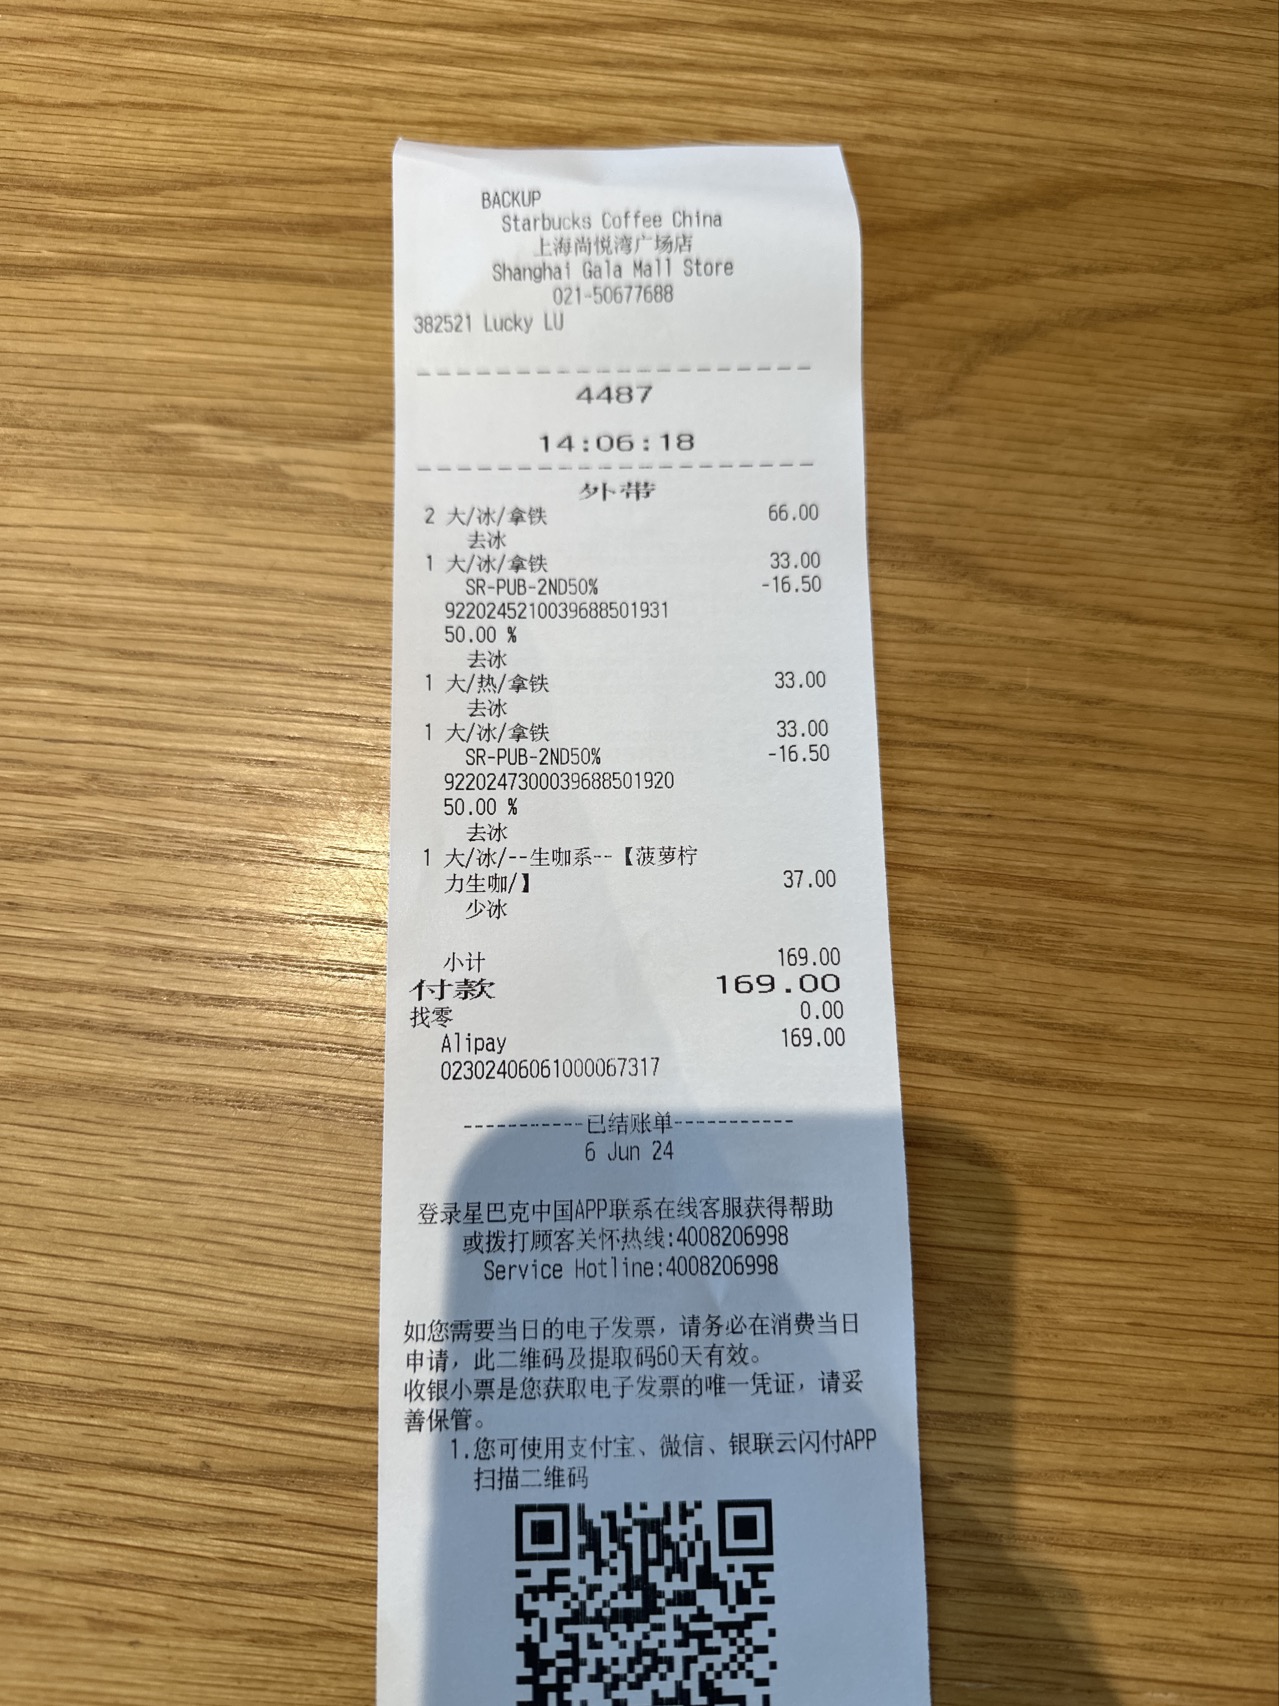 BACKUP
Starbucks Coffee China
上海尚悦湾广场店
Shanghai Gala Mall Store
021-50677688
382521 Lucky LU
--------------------
4487
14:06:18
--------------------
外带
2 大/冰/拿铁 66.00
去冰
1 大/冰/拿铁 33.00
SR-PUB-2ND50% -16.50
9220245210039688501931
50.00 %
去冰
1 大/热/拿铁 33.00
去冰
1 大/冰/拿铁 33.00
SR-PUB-2ND50% -16.50
9220247300039688501920
50.00 %
去冰
1 大/冰/--生咖系--【菠萝柠
力生咖/】 37.00
少冰
小计 169.00
付款 169.00
找零 0.00
Alipay 169.00
02302406061000067317
-----------已结账单-----------
6 Jun 24
登录星巴克中国APP联系在线客服获得帮助
或拨打顾客关怀热线:4008206998
Service Hotline:4008206998
如您需要当日的电子发票，请务必在消费当日
申请，此二维码及提取码60天有效。
收银小票是您获取电子发票的唯一凭证，请妥
善保管。
1.您可使用支付宝、微信、银联云闪付APP
扫描二维码